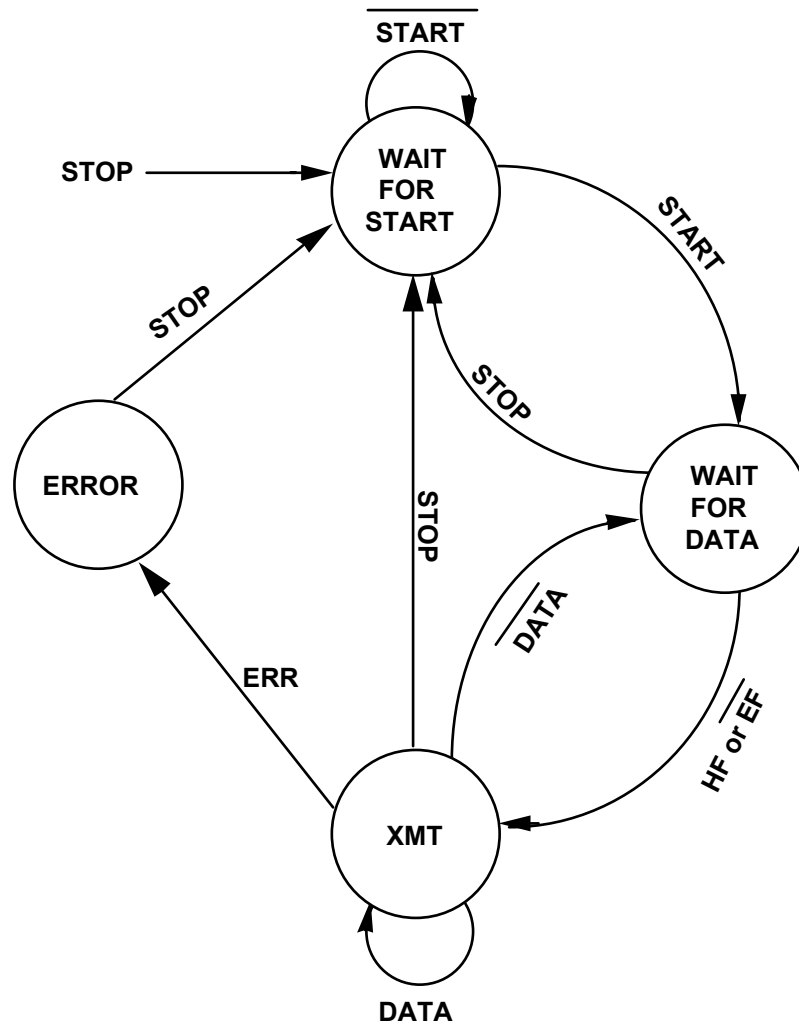 START
STOP
WAIT
FOR
START
START
STOP
STOP
ERROR
WAIT
FOR
DATA
STOP
DATA
ERR
HF or EF
XMT
DATA